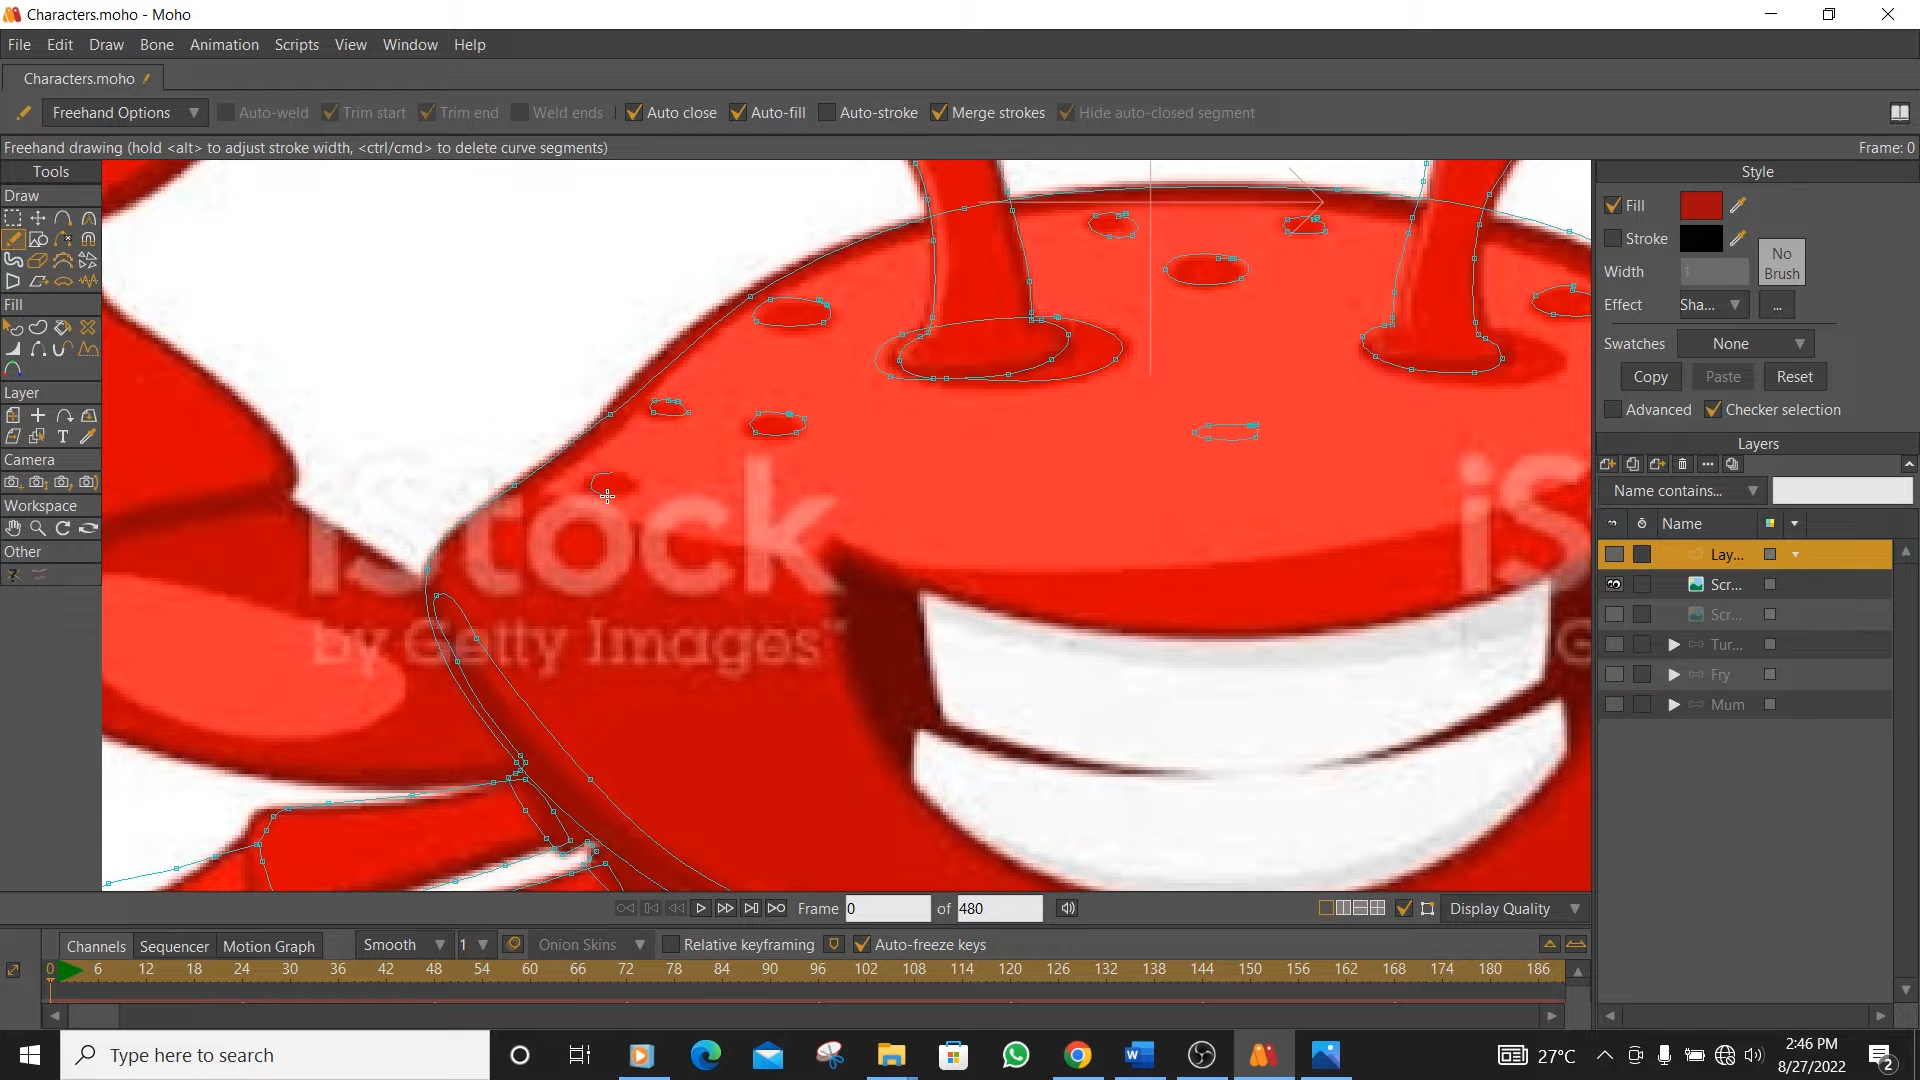 Characters.moho - Moho
File Edit Draw Bone Animation Scripts View Window Help
Characters.moho
Freehand Options Auto-weld Trim start Trim end Weld ends Auto close Auto-fill Auto-stroke Merge strokes Hide auto-closed segment
Freehand drawing (hold <alt> to adjust stroke width, <ctrl/cmd> to delete curve segments) Frame: 0
Tools
Draw
Fill
Layer
Camera
Workspace
Other
iStock
by Getty Images™
iS
G
Style
Fill
Stroke
No
Brush
Width 1
Effect Sha... ...
Swatches None
Copy Paste Reset
Advanced Checker selection
Layers
Name contains...
Name
Lay...
Scr...
Scr...
Tur...
Fry
Mum
Frame 0 of 480 Display Quality
Channels Sequencer Motion Graph Smooth 1 Onion Skins Relative keyframing Auto-freeze keys
0 6 12 18 24 30 36 42 48 54 60 66 72 78 84 90 96 102 108 114 120 126 132 138 144 150 156 162 168 174 180 186
Type here to search 27°C 2:46 PM
8/27/2022
2